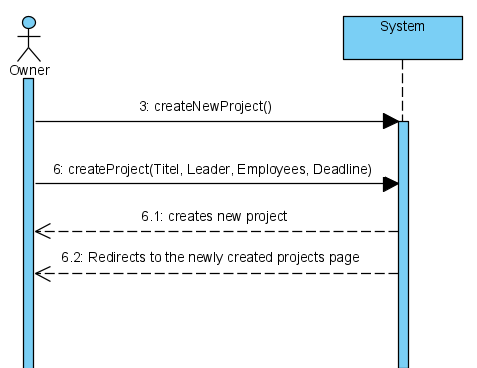 System
Owner
3: createNewProject()
6: createProject(Titel, Leader, Employees, Deadline)
6.1: creates new project
6.2: Redirects to the newly created projects page